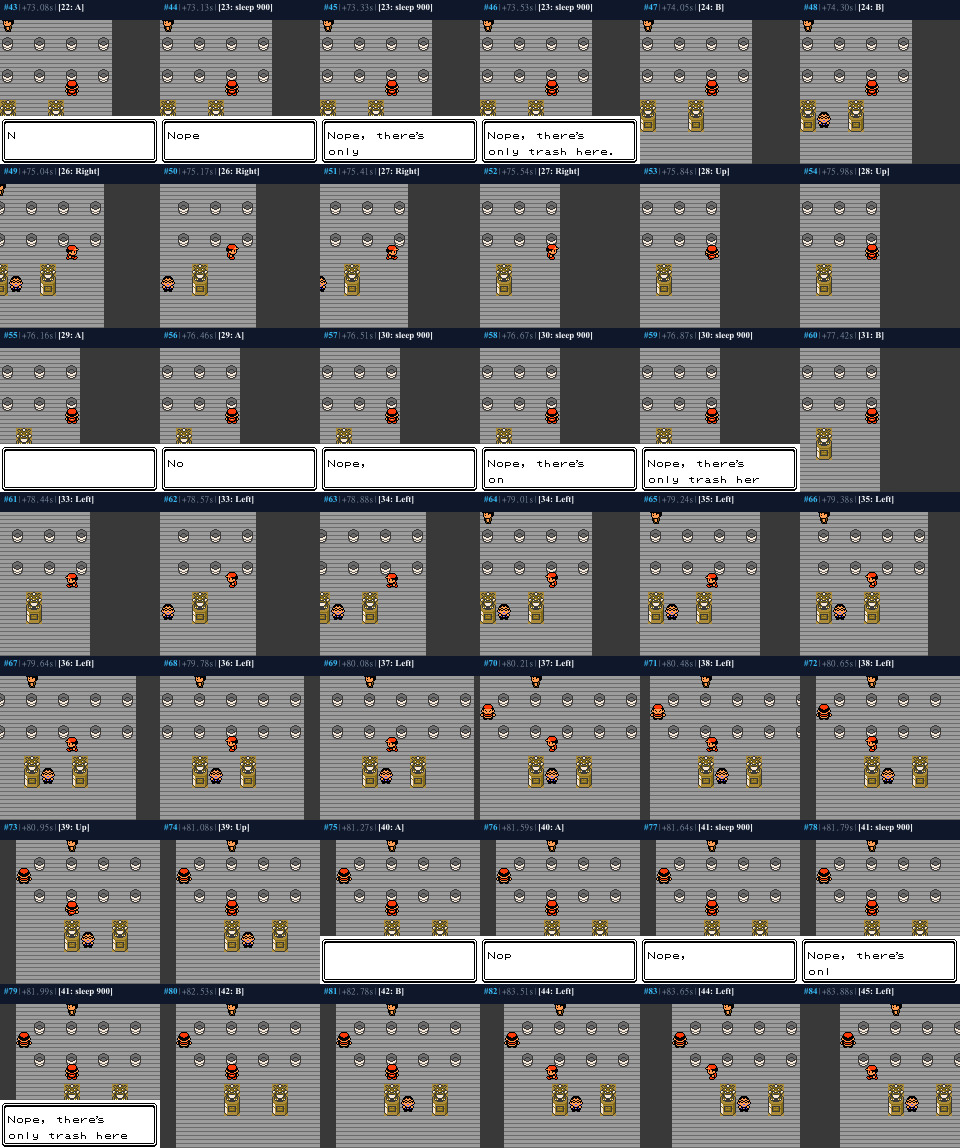 #43|+73.08s| [22: A]
#44|+73.13s| [23: sleep 900]
#45|+73.33s| [23: sleep 900]
#46|+73.53s| [23: sleep 900]
#47|+74.05s| [24: B]
#48|+74.30s| [24: B]
N
Nope
Nope, there's
only
Nope, there's
only trash here.
#49|+75.04s| [26: Right]
#50|+75.17s| [26: Right]
#51|+75.41s| [27: Right]
#52|+75.54s| [27: Right]
#53|+75.84s| [28: Up]
#54|+75.98s| [28: Up]
#55|+76.16s| [29: A]
#56|+76.46s| [29: A]
#57|+76.51s| [30: sleep 900]
#58|+76.67s| [30: sleep 900]
#59|+76.87s| [30: sleep 900]
#60|+77.42s| [31: B]
No
Nope,
Nope, there's
on
Nope, there's
only trash her
#61|+78.44s| [33: Left]
#62|+78.57s| [33: Left]
#63|+78.88s| [34: Left]
#64|+79.01s| [34: Left]
#65|+79.24s| [35: Left]
#66|+79.38s| [35: Left]
#67|+79.64s| [36: Left]
#68|+79.78s| [36: Left]
#69|+80.08s| [37: Left]
#70|+80.21s| [37: Left]
#71|+80.48s| [38: Left]
#72|+80.65s| [38: Left]
#73|+80.95s| [39: Up]
#74|+81.08s| [39: Up]
#75|+81.27s| [40: A]
#76|+81.59s| [40: A]
#77|+81.64s| [41: sleep 900]
#78|+81.79s| [41: sleep 900]
Nop
Nope,
Nope, there's
onl
#79|+81.99s| [41: sleep 900]
#80|+82.53s| [42: B]
#81|+82.78s| [42: B]
#82|+83.51s| [44: Left]
#83|+83.65s| [44: Left]
#84|+83.88s| [45: Left]
Nope, there's
only trash here